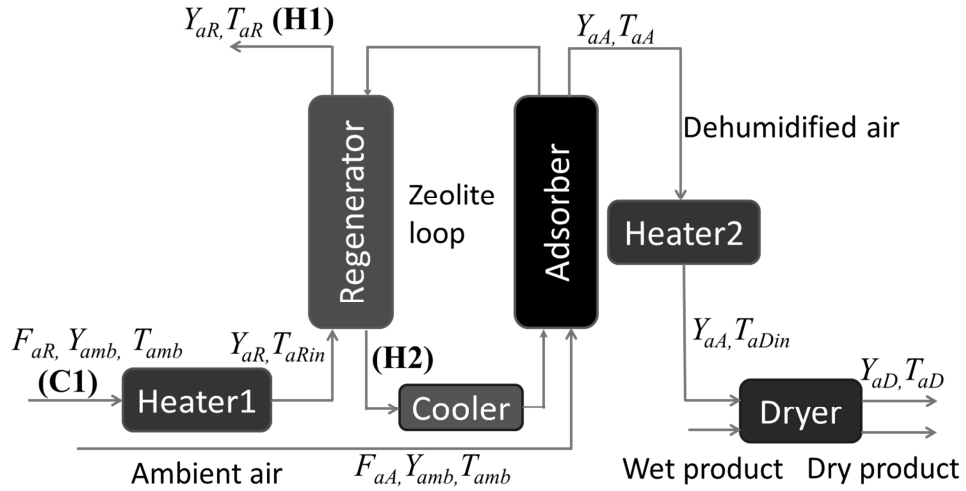 Y_aR, T_aR (H1)
Y_aA, T_aA
Dehumidified air
Regenerator
Zeolite
loop
Adsorber
Heater2
F_aR, Y_amb, T_amb
(C1)
Heater1
Y_aR, T_aRin
(H2)
Cooler
Y_aA, T_aDin
Y_aD, T_aD
Dryer
Ambient air
F_aA, Y_amb, T_amb
Wet product
Dry product